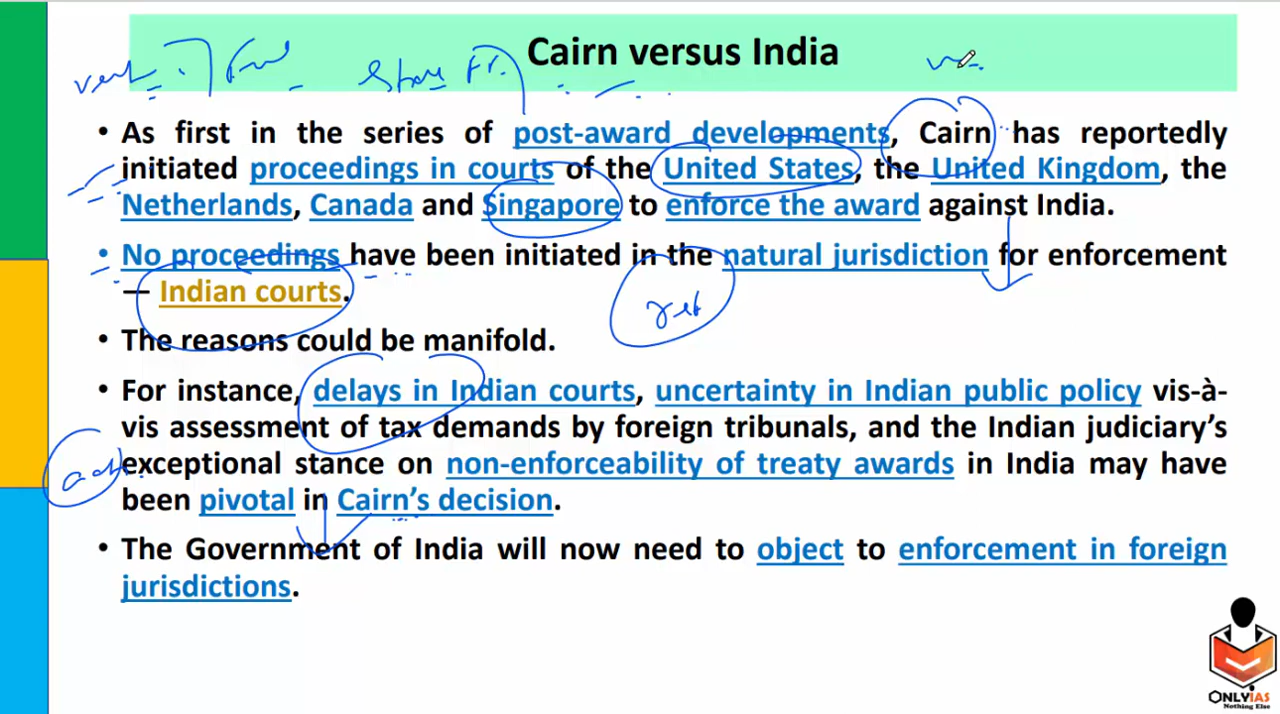 Cairn versus India
• As first in the series of post-award developments, Cairn has reportedly
initiated proceedings in courts of the United States, the United Kingdom, the
Netherlands, Canada and Singapore to enforce the award against India.
• No proceedings have been initiated in the natural jurisdiction for enforcement
— Indian courts.
• The reasons could be manifold.
• For instance, delays in Indian courts, uncertainty in Indian public policy vis-à-
vis assessment of tax demands by foreign tribunals, and the Indian judiciary’s
exceptional stance on non-enforceability of treaty awards in India may have
been pivotal in Cairn’s decision.
• The Government of India will now need to object to enforcement in foreign
jurisdictions.
ONLYIAS
Nothing Else